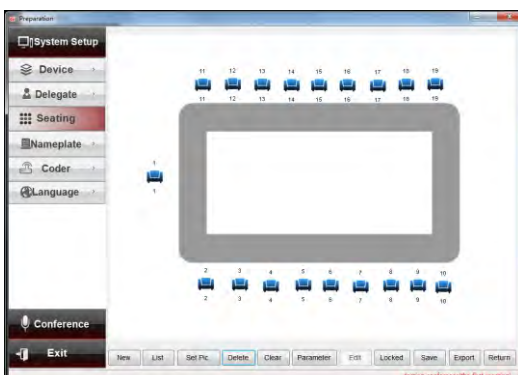 Preparation
System Setup
Device
Delegate
Seating
Nameplate
Coder
Language
Conference
Exit
11 12 13 14 15 16 17 18 19
11 12 13 14 15 16 17 18 19
1
1
2 3 4 5 6 7 8 9 10
2 3 4 5 6 7 8 9 10
New List Set Pic Delete Clear Parameter Edit Locked Save Export Return